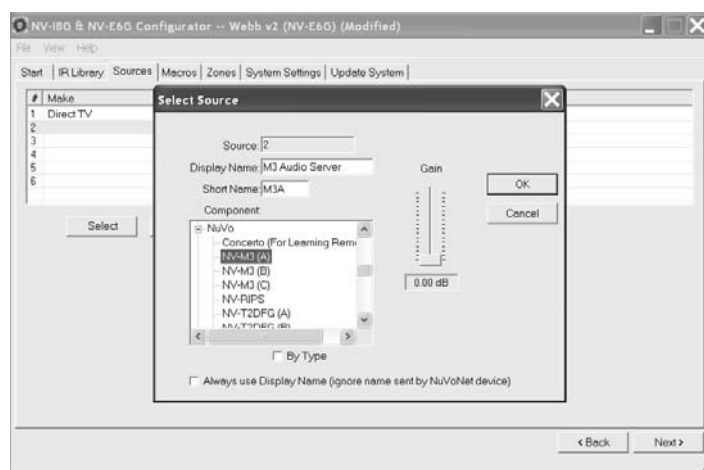 NV-I8G & NV-E6G Configurator -- Webb v2 (NV-E6G) (Modified)
File View Help
Start IR Library Sources Macros Zones System Settings Update System
# Make
1 Direct TV
2
3
4
5
6
Select
Select Source
Source: 2
Display Name: M3 Audio Server
Short Name: M3A
Component:
NuVo
Concerto (For Learning Rem
NV-M3 (A)
NV-M3 (B)
NV-M3 (C)
NV-RIPS
NV-T2DFG (A)
NV-T2DFG (B)
By Type
Always use Display Name (ignore name sent by NuVoNet device)
Gain
0.00 dB
OK
Cancel
< Back
Next >